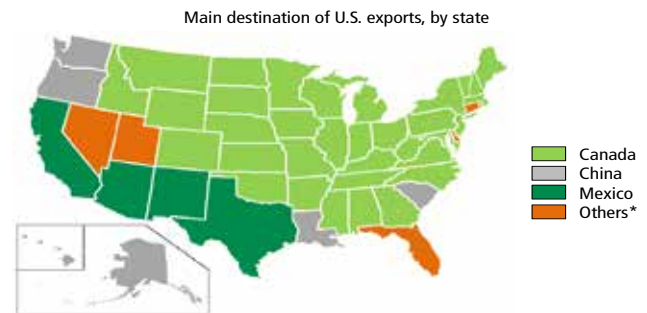 Main destination of U.S. exports, by state
Canada
China
Mexico
Others*